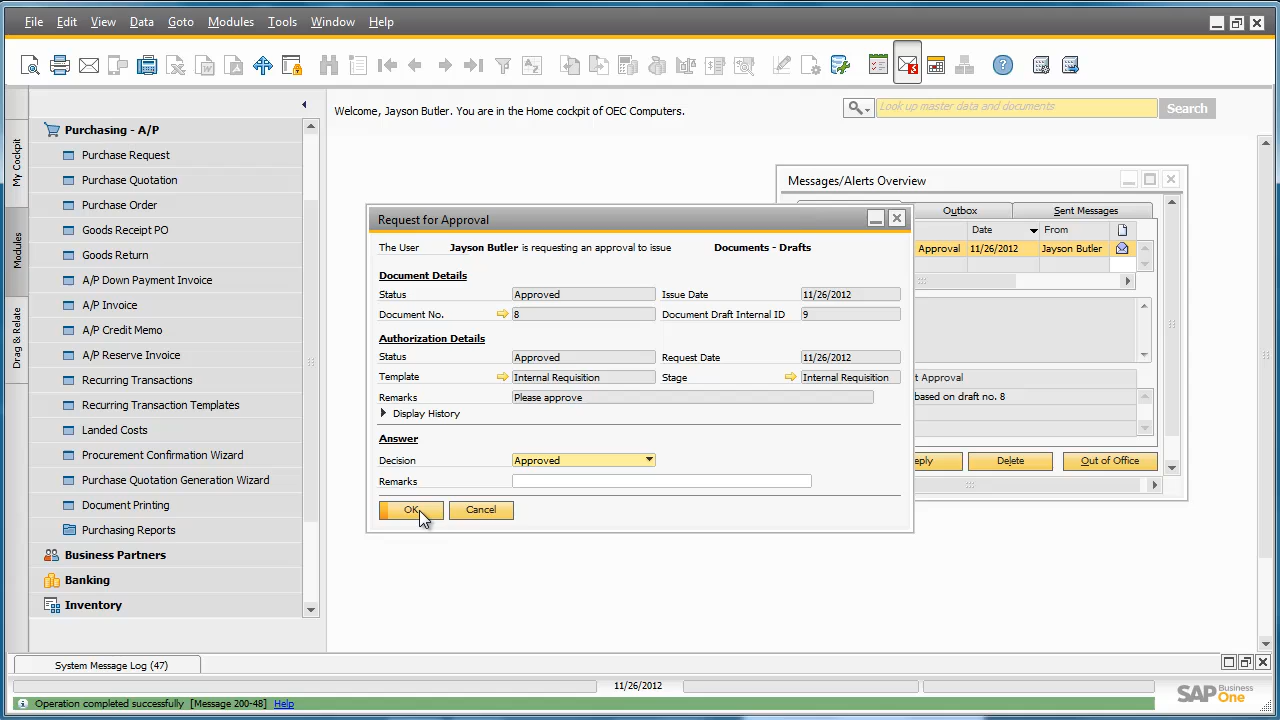 File Edit View Data Goto Modules Tools Window Help
Welcome, Jayson Butler. You are in the Home cockpit of OEC Computers.
Look up master data and documents
Search
My Cockpit
Modules
Drag & Relate
Purchasing - A/P
Purchase Request
Purchase Quotation
Purchase Order
Goods Receipt PO
Goods Return
A/P Down Payment Invoice
A/P Invoice
A/P Credit Memo
A/P Reserve Invoice
Recurring Transactions
Recurring Transaction Templates
Landed Costs
Procurement Confirmation Wizard
Purchase Quotation Generation Wizard
Document Printing
Purchasing Reports
Business Partners
Banking
Inventory
Messages/Alerts Overview
Outbox Sent Messages
Date From
Approval 11/26/2012 Jayson Butler
t Approval
based on draft no. 8
eply Delete Out of Office
Request for Approval
The User Jayson Butler is requesting an approval to issue Documents - Drafts
Document Details
Status Approved Issue Date 11/26/2012
Document No. 8 Document Draft Internal ID 9
Authorization Details
Status Approved Request Date 11/26/2012
Template Internal Requisition Stage Internal Requisition
Remarks Please approve
Display History
Answer
Decision Approved
Remarks
OK Cancel
System Message Log (47)
11/26/2012
Operation completed successfully [Message 200-48] Help
SAP Business One